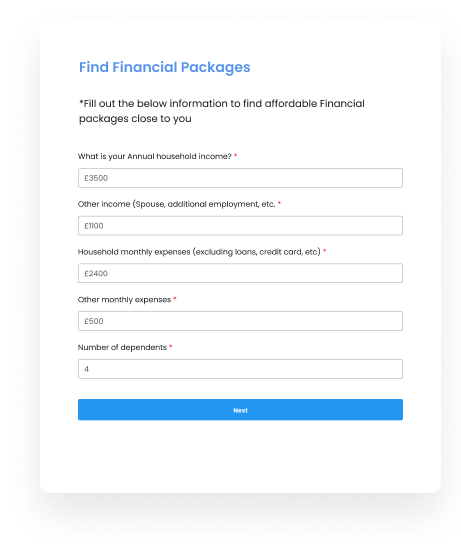 Find Financial Packages
*Fill out the below information to find affordable Financial
packages close to you
What is your Annual household income? *
£3500
Other income (Spouse, additional employment, etc. *
£1100
Household monthly expenses (excluding loans, credit card, etc) *
£2400
Other monthly expenses *
£500
Number of dependents *
4
Next